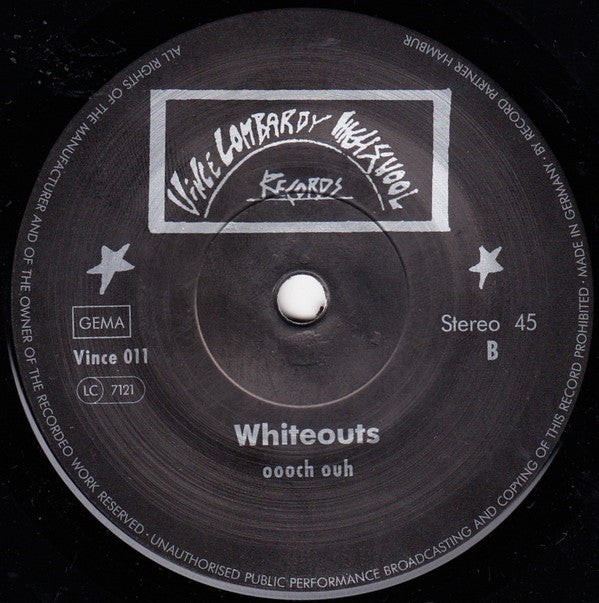 VINCE LOMBARDY HIGHSCHOOL
RECORDS
GEMA
Vince 011
LC 7121
Stereo 45
B
Whiteouts
oooch ouh
ALL RIGHTS OF THE MANUFACTURER AND OF THE OWNER OF THE RECORDEO WORK RESERVED · UNAUTHORISED PUBLIC PERFORMANCE BROADCASTING AND COPYING OF THIS RECORD PROHIBITED · MADE IN GERMANY · BY RECORD PARTNER HAMBUR